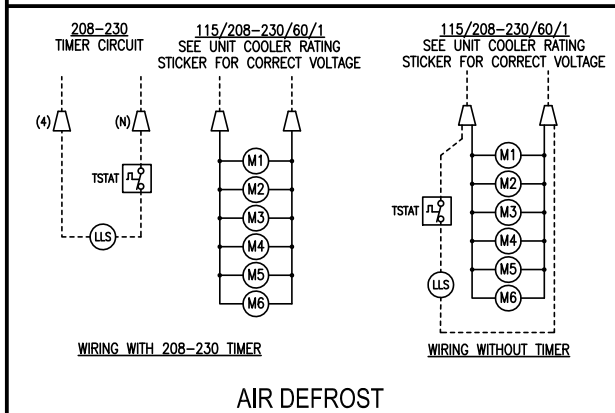 208-230
TIMER CIRCUIT
115/208-230/60/1
SEE UNIT COOLER RATING
STICKER FOR CORRECT VOLTAGE
(4)
(N)
TSTAT
LLS
M1
M2
M3
M4
M5
M6
WIRING WITH 208-230 TIMER
115/208-230/60/1
SEE UNIT COOLER RATING
STICKER FOR CORRECT VOLTAGE
TSTAT
LLS
M1
M2
M3
M4
M5
M6
WIRING WITHOUT TIMER
AIR DEFROST